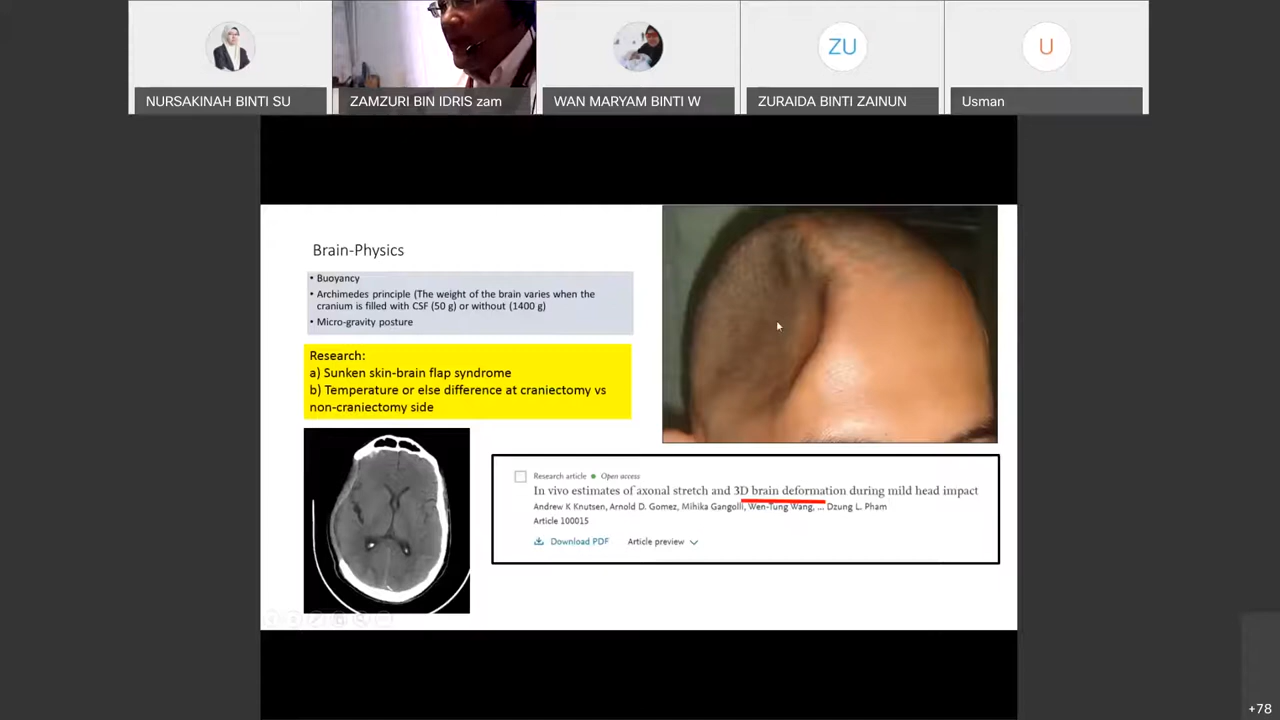 NURSAKINAH BINTI SU
ZAMZURI BIN IDRIS zam
WAN MARYAM BINTI W
ZU
ZURAIDA BINTI ZAINUN
U
Usman
Brain-Physics
• Buoyancy
• Archimedes principle (The weight of the brain varies when the
cranium is filled with CSF (50 g) or without (1400 g)
• Micro-gravity posture
Research:
a) Sunken skin-brain flap syndrome
b) Temperature or else difference at craniectomy vs
non-craniectomy side
Research article • Open access
In vivo estimates of axonal stretch and 3D brain deformation during mild head impact
Andrew K Knutsen, Arnold D. Gomez, Mihika Gangolli, Wen-Tung Wang, ... Dzung L. Pham
Article 100015
Download PDF Article preview
+78